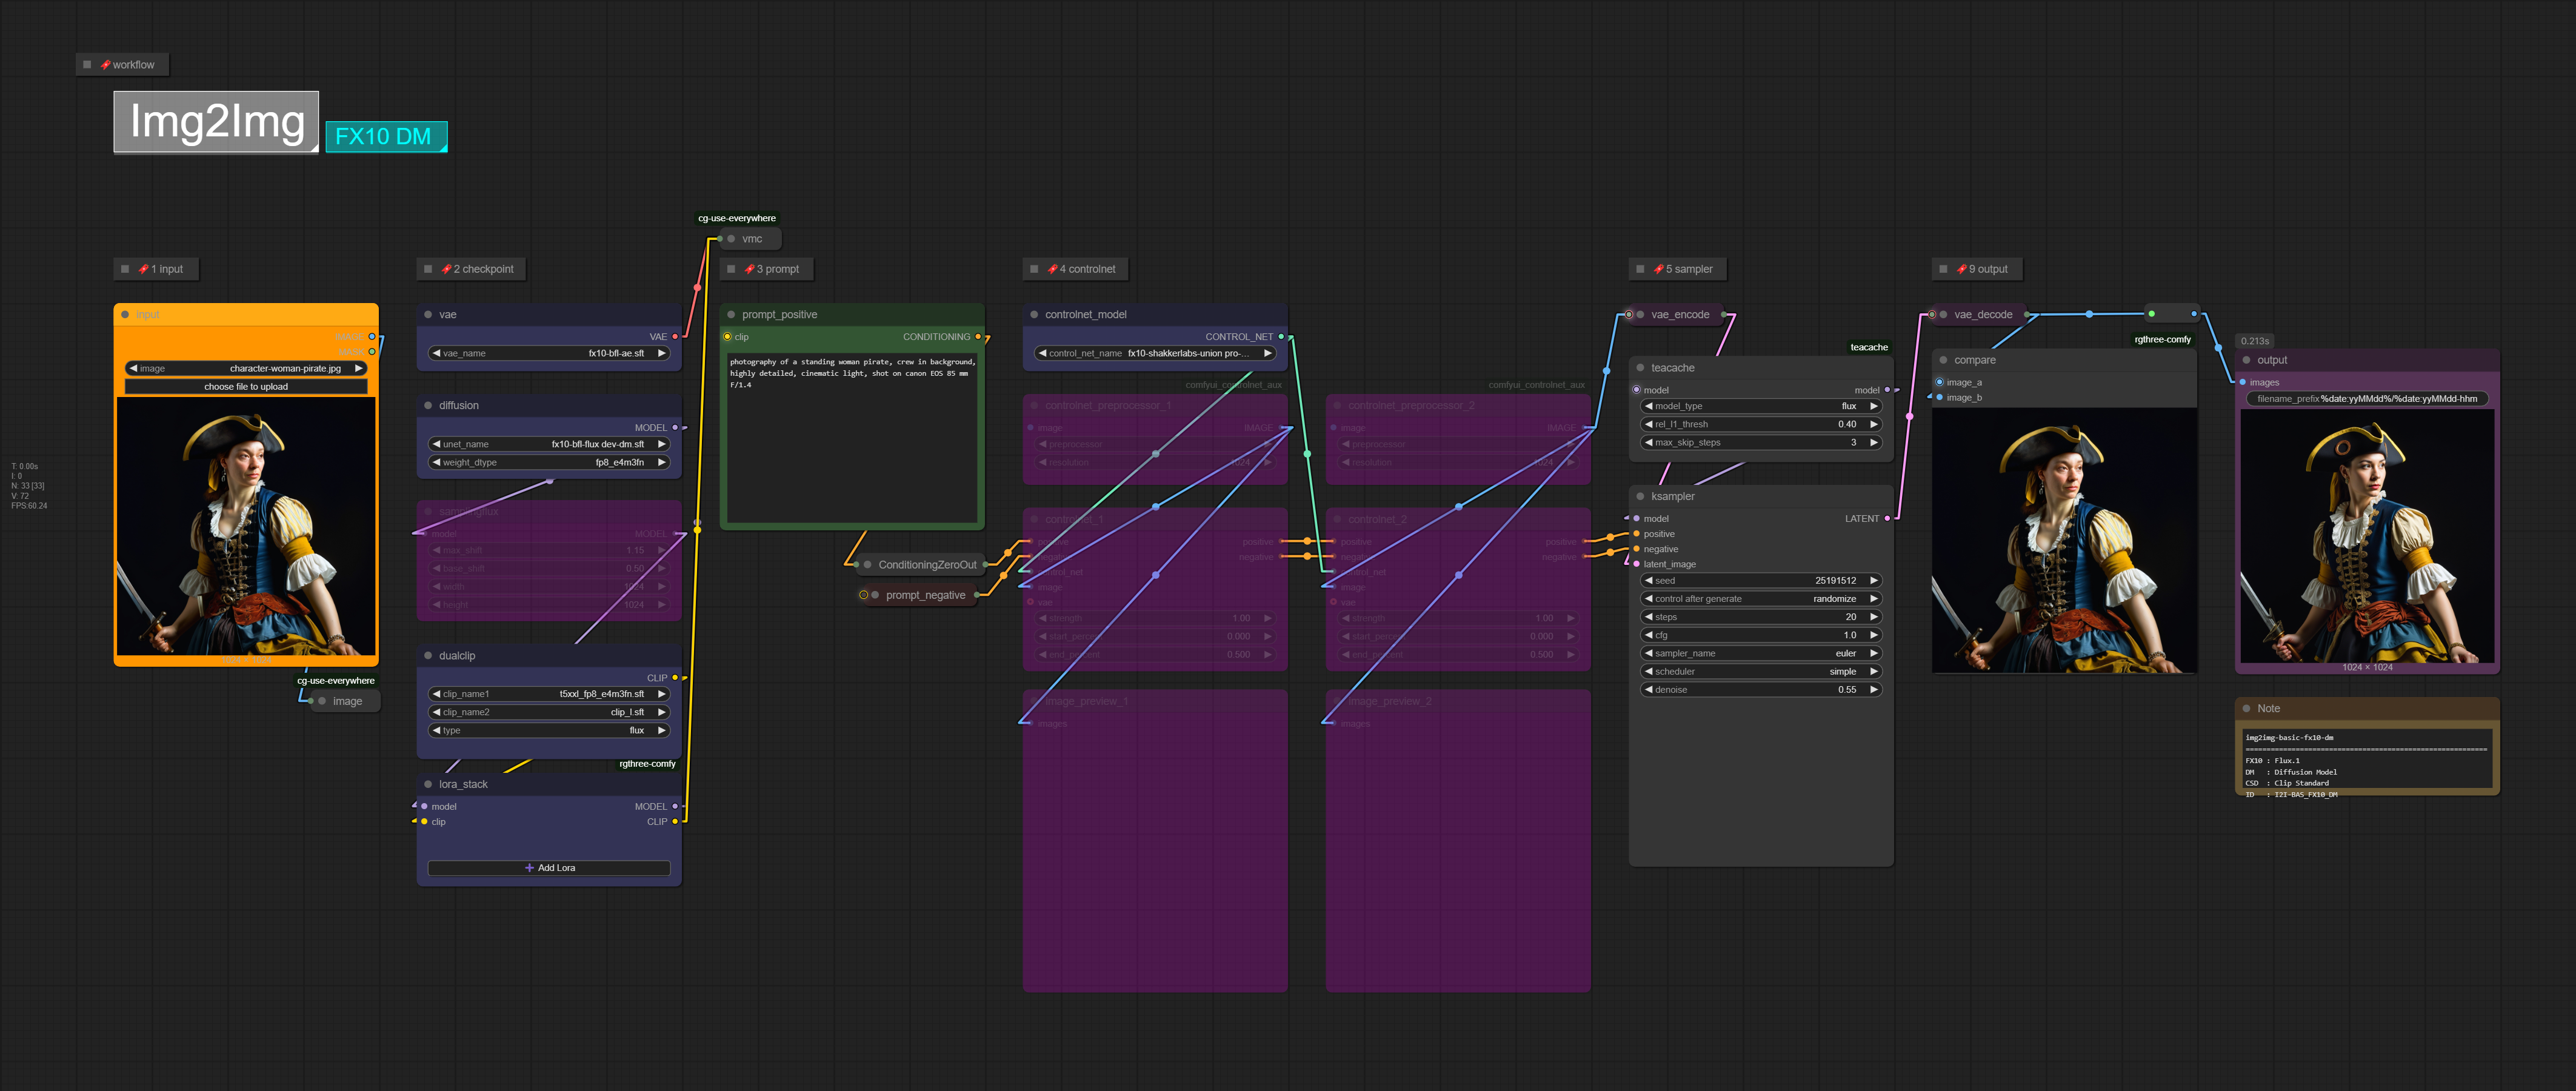 workflow
Img2Img
FX10 DM
cg-use-everywhere
vmc
1 input
2 checkpoint
3 prompt
4 controlnet
5 sampler
9 output
input
IMAGE
MASK
image character-woman-pirate.jpg
choose file to upload
1024 × 1024
cg-use-everywhere
image
T: 0.00s
I: 0
N: 33 [33]
V: 72
FPS:60.24
vae
VAE
vae_name fx10-bfl-ae.sft
diffusion
MODEL
unet_name fx10-bfl-flux dev-dm.sft
weight_dtype fp8_e4m3fn
samplingflux
model MODEL
max_shift 1.15
base_shift 0.50
width 1024
height 1024
dualclip
CLIP
clip_name1 t5xxl_fp8_e4m3fn.sft
clip_name2 clip_l.sft
type flux
rgthree-comfy
lora_stack
model MODEL
clip CLIP
Add Lora
prompt_positive
clip CONDITIONING
photography of a standing woman pirate, crew in background,
highly detailed, cinematic light, shot on canon EOS 85 mm
F/1.4
ConditioningZeroOut
prompt_negative
controlnet_model
CONTROL_NET
control_net_name fx10-shakkerlabs-union pro-...
comfyui_controlnet_aux
controlnet_preprocessor_1
image IMAGE
preprocessor
resolution 1024
controlnet_1
positive positive
negative negative
control_net
image
vae
strength 1.00
start_percent 0.000
end_percent 0.500
image_preview_1
images
comfyui_controlnet_aux
controlnet_preprocessor_2
image IMAGE
preprocessor
resolution 1024
controlnet_2
positive positive
negative negative
control_net
image
vae
strength 1.00
start_percent 0.000
end_percent 0.500
image_preview_2
images
vae_encode
teacache
teacache
model model
model_type flux
rel_l1_thresh 0.40
max_skip_steps 3
ksampler
model LATENT
positive
negative
latent_image
seed 25191512
control after generate randomize
steps 20
cfg 1.0
sampler_name euler
scheduler simple
denoise 0.55
vae_decode
rgthree-comfy
compare
image_a
image_b
0.213s
output
images
filename_prefix %date:yyMMdd%/%date:yyMMdd-hhm
1024 × 1024
Note
img2img-basic-fx10-dm
FX10 : Flux.1
DM : Diffusion Model
CSD : Clip Standard
ID : I2I-BAS_FX10_DM